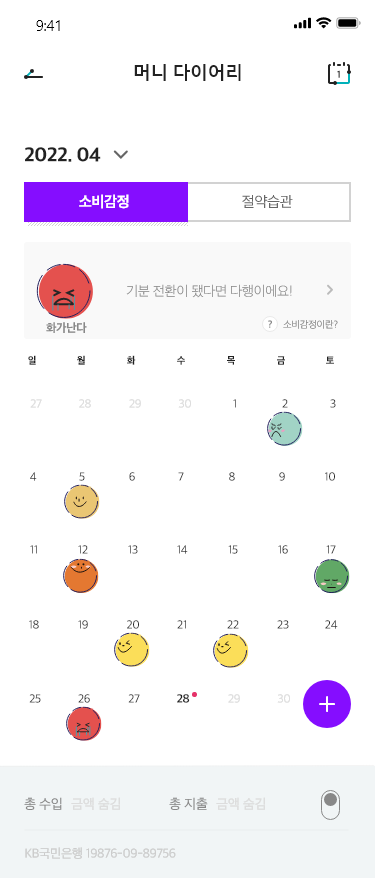 9:41
머니 다이어리
1
2022. 04
소비감정 절약습관
기분 전환이 됐다면 다행이에요!
화가난다
? 소비감정이란?
일 월 화 수 목 금 토
27 28 29 30 1 2 3
4 5 6 7 8 9 10
11 12 13 14 15 16 17
18 19 20 21 22 23 24
25 26 27 28 29 30
총 수입 금액 숨김 총 지출 금액 숨김
KB국민은행 19876-09-89756